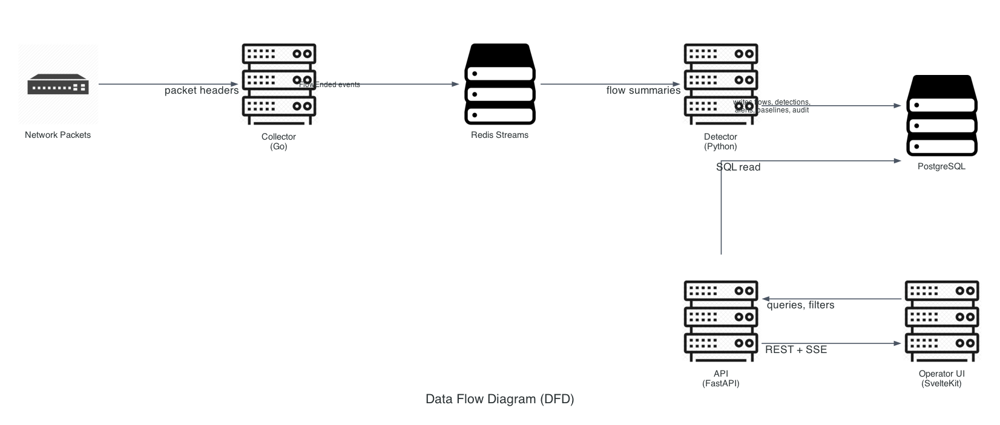 packet headers
FlowEnded events
flow summaries
writes flows, detections,
alerts, baselines, audit
Network Packets
Collector
(Go)
Redis Streams
Detector
(Python)
PostgreSQL
SQL read
queries, filters
REST + SSE
API
(FastAPI)
Operator UI
(SvelteKit)
Data Flow Diagram (DFD)